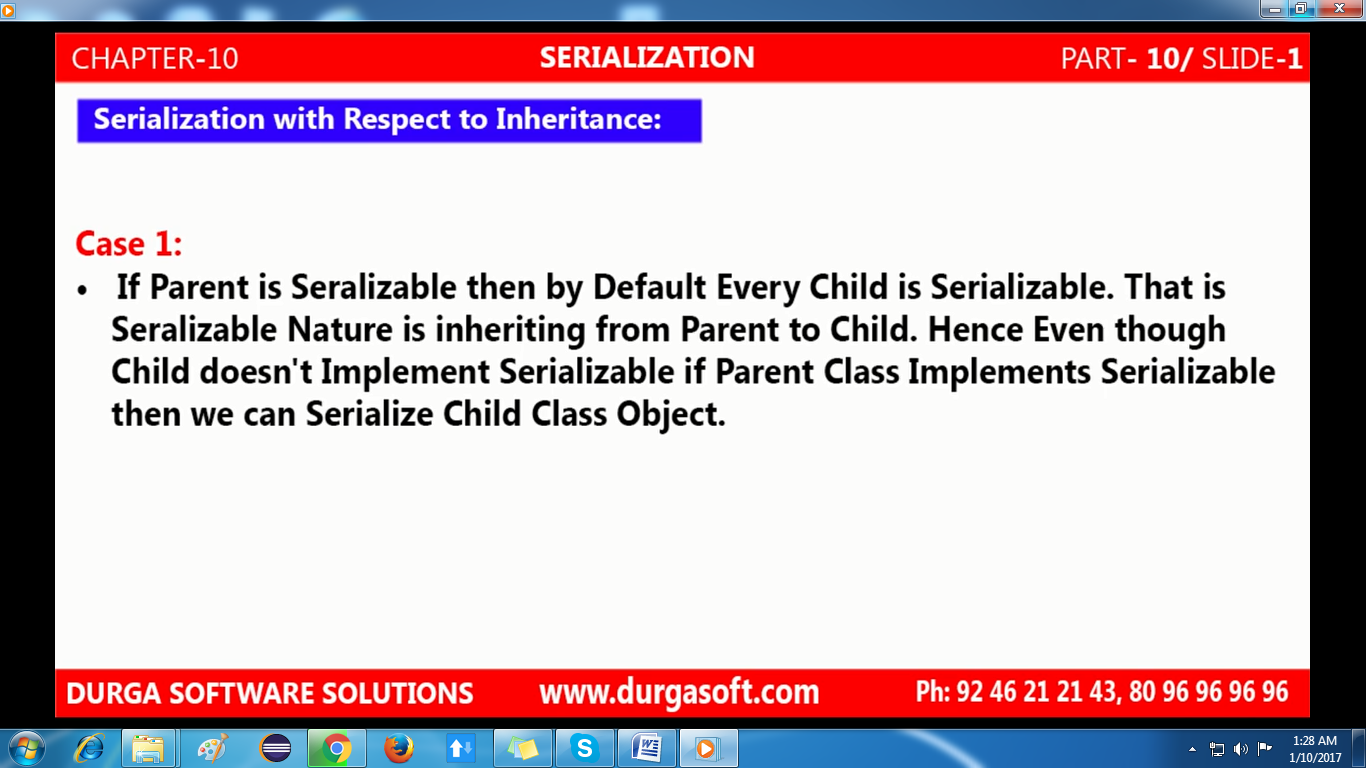 CHAPTER-10 SERIALIZATION PART- 10/ SLIDE-1
Serialization with Respect to Inheritance:
Case 1:
• If Parent is Seralizable then by Default Every Child is Serializable. That is
Seralizable Nature is inheriting from Parent to Child. Hence Even though
Child doesn't Implement Serializable if Parent Class Implements Serializable
then we can Serialize Child Class Object.
DURGA SOFTWARE SOLUTIONS www.durgasoft.com Ph: 92 46 21 21 43, 80 96 96 96 96
1:28 AM
1/10/2017